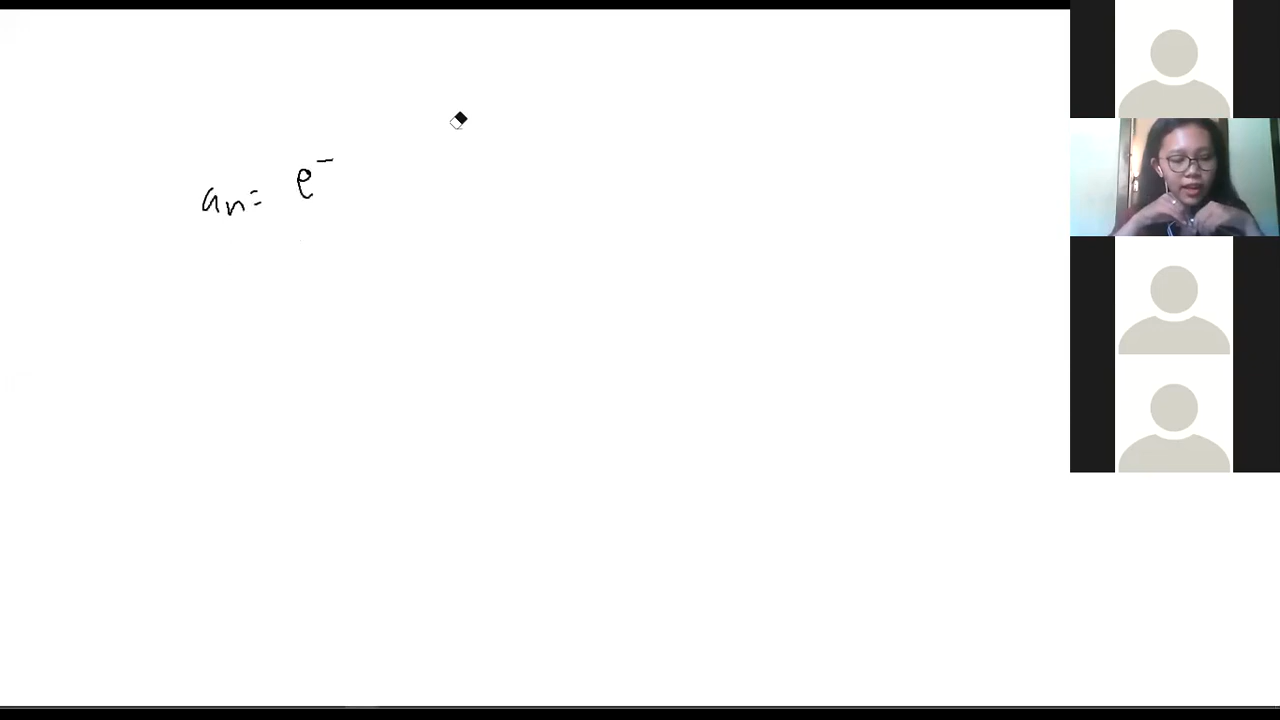 aₙ= e⁻